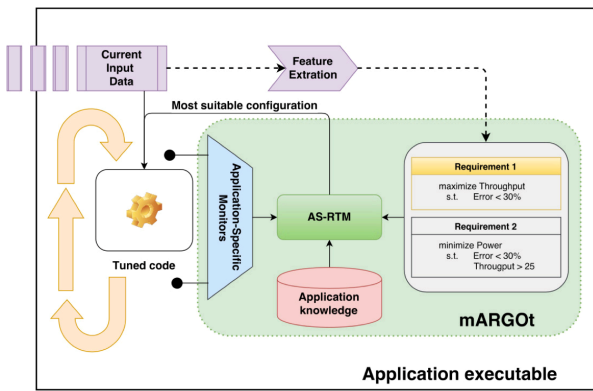 Current
Input
Data
Feature
Extration
Most suitable configuration
Requirement 1
maximize Throughput
s.t. Error < 30%
Application-Specific
Monitors
AS-RTM
Requirement 2
minimize Power
s.t. Error < 30%
Througput > 25
Tuned code
Application
knowledge
mARGOt
Application executable